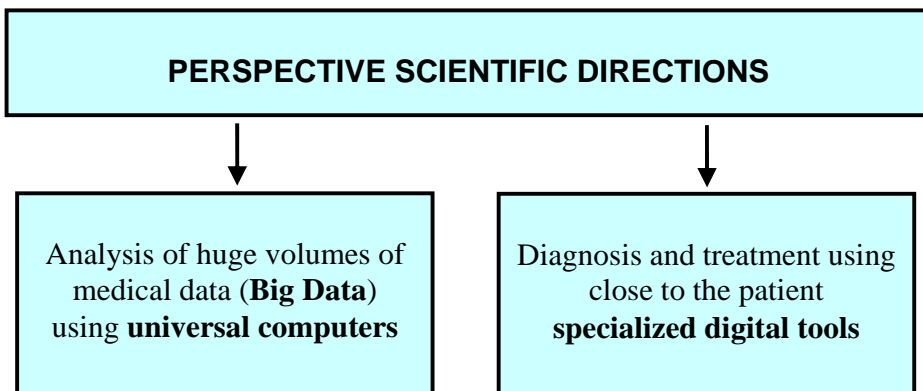 PERSPECTIVE SCIENTIFIC DIRECTIONS
Analysis of huge volumes of
medical data (Big Data)
using universal computers
Diagnosis and treatment using
close to the patient
specialized digital tools